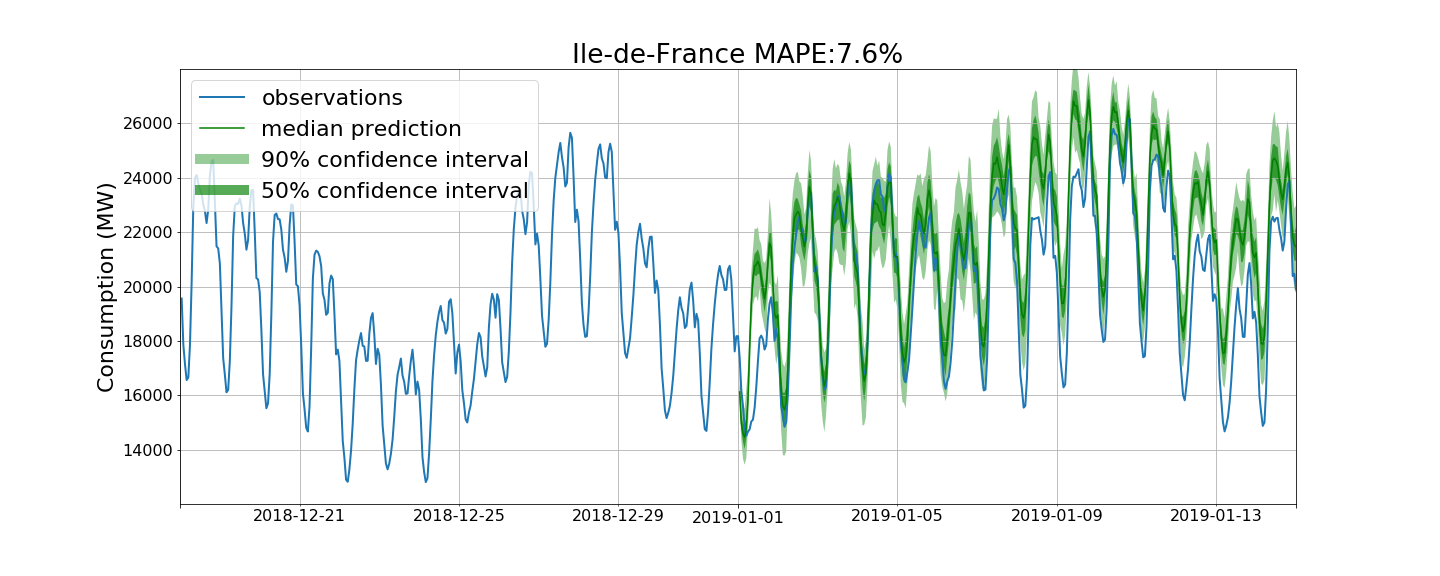 Ile-de-France MAPE:7.6%
observations
median prediction
90% confidence interval
50% confidence interval
Consumption (MW)
26000
24000
22000
20000
18000
16000
14000
2018-12-21
2018-12-25
2018-12-29
2019-01-01
2019-01-05
2019-01-09
2019-01-13